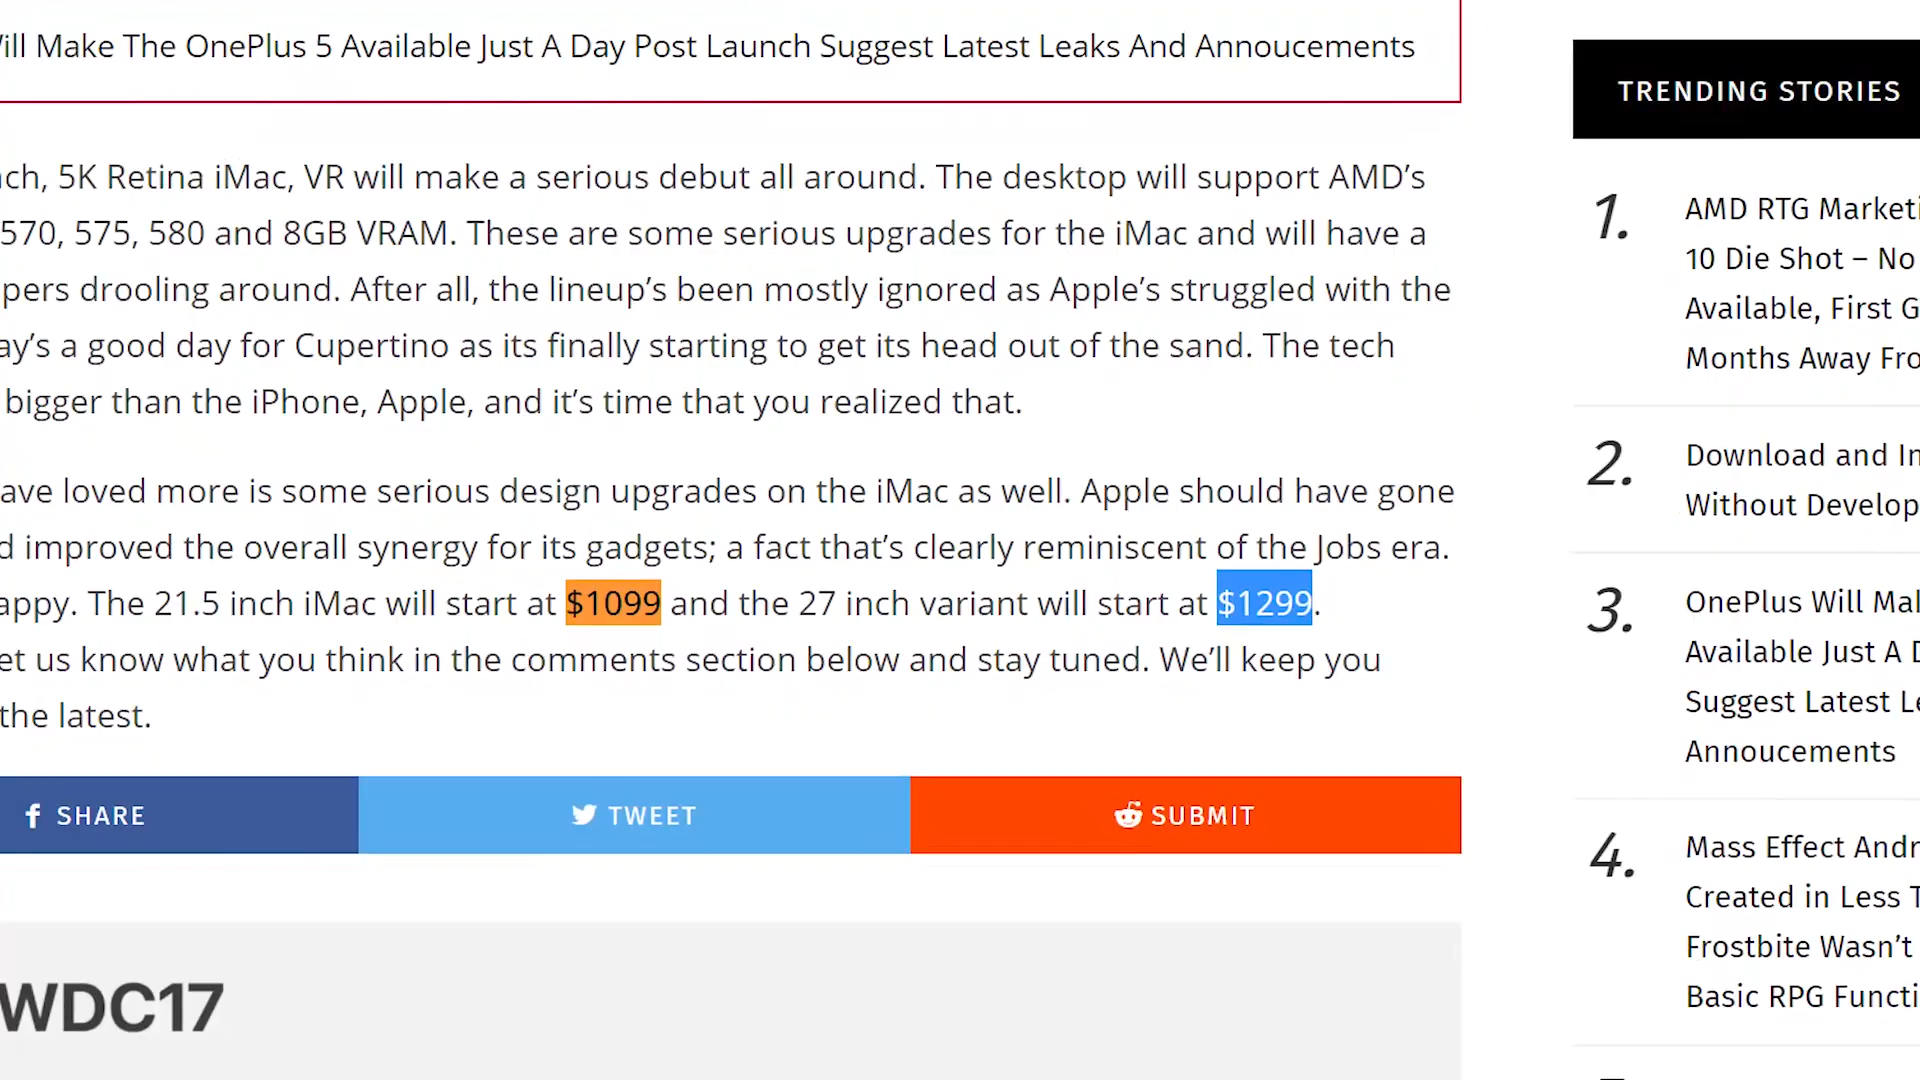 Will Make The OnePlus 5 Available Just A Day Post Launch Suggest Latest Leaks And Annoucements
ch, 5K Retina iMac, VR will make a serious debut all around. The desktop will support AMD’s
570, 575, 580 and 8GB VRAM. These are some serious upgrades for the iMac and will have a
pers drooling around. After all, the lineup’s been mostly ignored as Apple’s struggled with the
ay’s a good day for Cupertino as its finally starting to get its head out of the sand. The tech
bigger than the iPhone, Apple, and it’s time that you realized that.
ave loved more is some serious design upgrades on the iMac as well. Apple should have gone
d improved the overall synergy for its gadgets; a fact that’s clearly reminiscent of the Jobs era.
appy. The 21.5 inch iMac will start at $1099 and the 27 inch variant will start at $1299.
et us know what you think in the comments section below and stay tuned. We’ll keep you
the latest.
SHARE
TWEET
SUBMIT
WDC17
TRENDING STORIES
1. AMD RTG Marketi
10 Die Shot – No
Available, First G
Months Away Fro
2. Download and In
Without Develop
3. OnePlus Will Mak
Available Just A D
Suggest Latest Le
Annoucements
4. Mass Effect Andr
Created in Less T
Frostbite Wasn’t
Basic RPG Functi